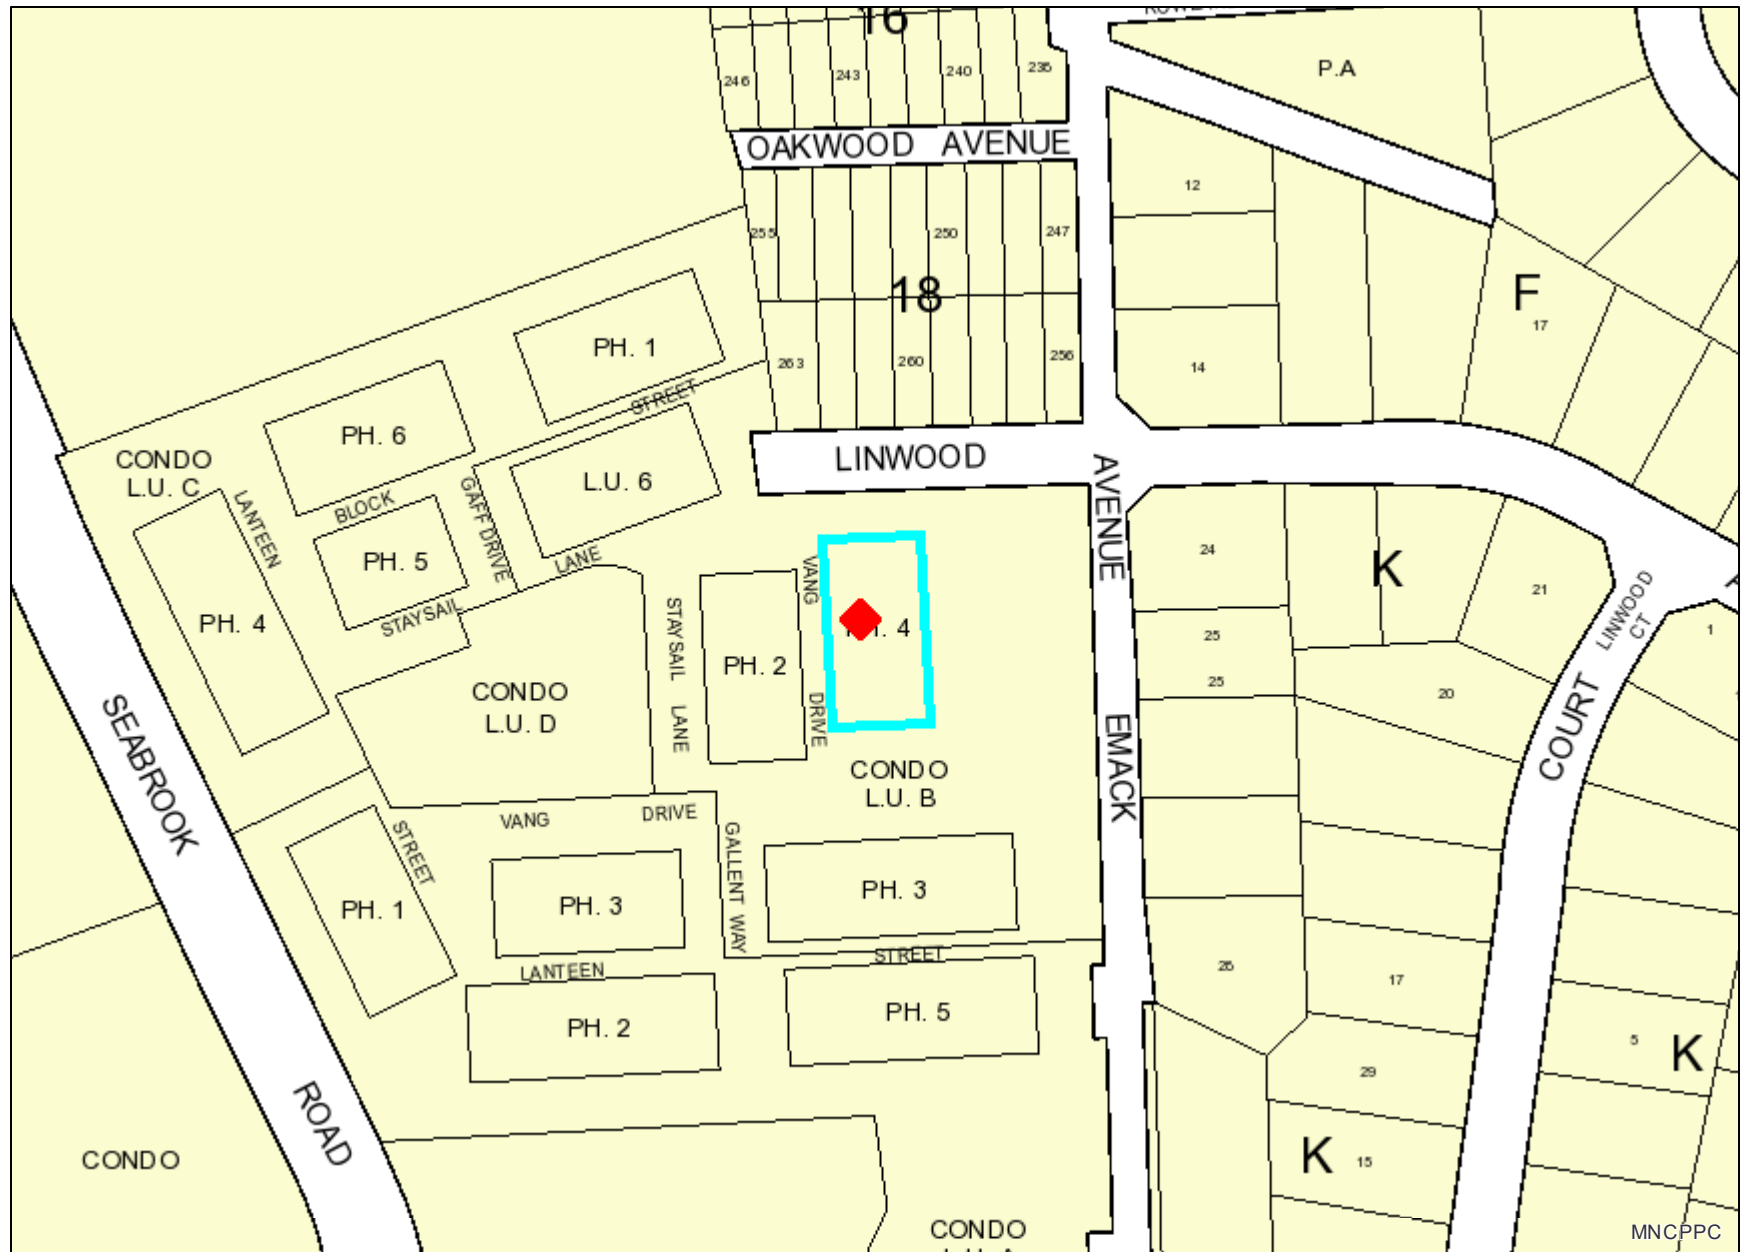 16
P.A
246
243
240
235
OAKWOOD AVENUE
12
255
250
247
18
F
17
PH. 1
263
260
256
14
STREET
PH. 6
CONDO
L.U. C
LINWOOD
AVENUE
L.U. 6
LANTEEN
BLOCK
GAFF DRIVE
PH. 5
LANE
VANG
24
K
21
LINWOOD
CT
PH. 4
STAYSAIL
STAYSAIL
LANE
PH. 2
4
DRIVE
25
25
20
1
CONDO
L.U. D
SEABROOK
EMACK
COURT
CONDO
L.U. B
VANG
DRIVE
STREET
GALLENT WAY
PH. 1
PH. 3
PH. 3
STREET
26
17
LANTEEN
PH. 2
PH. 5
5
K
29
ROAD
CONDO
K
15
CONDO
MNCPPC